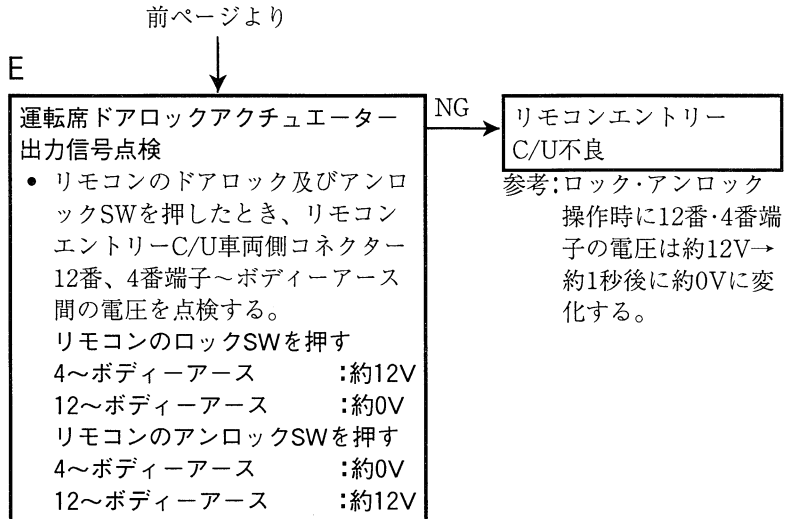 前ページより
E
運転席ドアロックアクチュエーター
出力信号点検
• リモコンのドアロック及びアンロ
ックSWを押したとき、リモコン
エントリーC/U車両側コネクター
12番、4番端子～ボディーアース
間の電圧を点検する。
リモコンのロックSWを押す
4～ボディーアース :約12V
12～ボディーアース :約0V
リモコンのアンロックSWを押す
4～ボディーアース :約0V
12～ボディーアース :約12V
NG
リモコンエントリー
C/U不良
参考:ロック・アンロック
操作時に12番・4番端
子の電圧は約12V→
約1秒後に約0Vに変
化する。